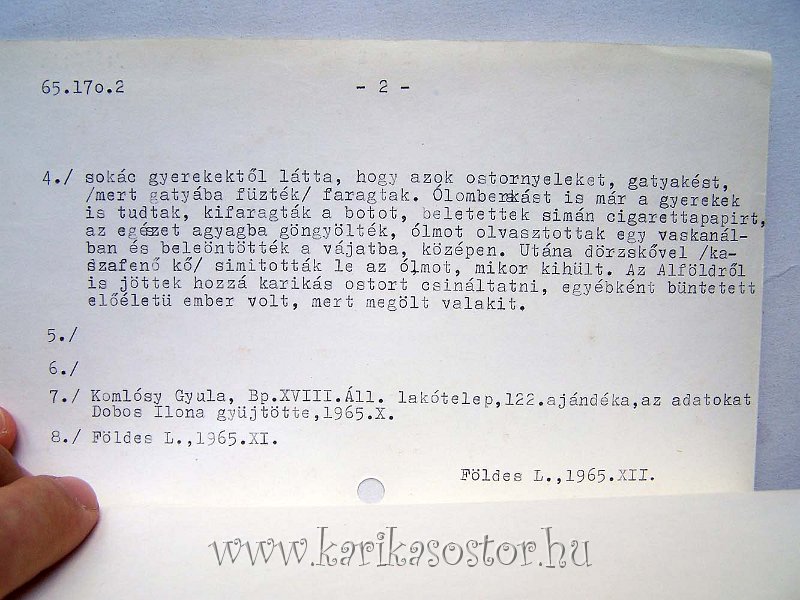 65.17o.2 - 2 -
4./ sokác gyerekektől látta, hogy azok ostornyeleket, gatyakést,
/mert gatyába füzték/ faragtak. Ólomberakást is már a gyerekek
is tudtak, kifaragták a botot, beletettek simán cigarettapapirt,
az egészet agyagba göngyölték, ólmot olvasztottak egy vaskanál-
ban és beleöntötték a vájatba, középen. Utána dörzskővel /ka-
szafenő kő/ simitották le az ólmot, mikor kihült. Az Alföldről
is jöttek hozzá karikás ostort csináltatni, egyébként büntetett
előéletü ember volt, mert megölt valakit.
5./
6./
7./ Komlósy Gyula, Bp.XVIII.Áll. lakótelep,122.ajándéka,az adatokat
Dobos Ilona gyüjtötte,1965.X.
8./ Földes L.,1965.XI.
Földes L.,1965.XII.
www.karikasostor.hu